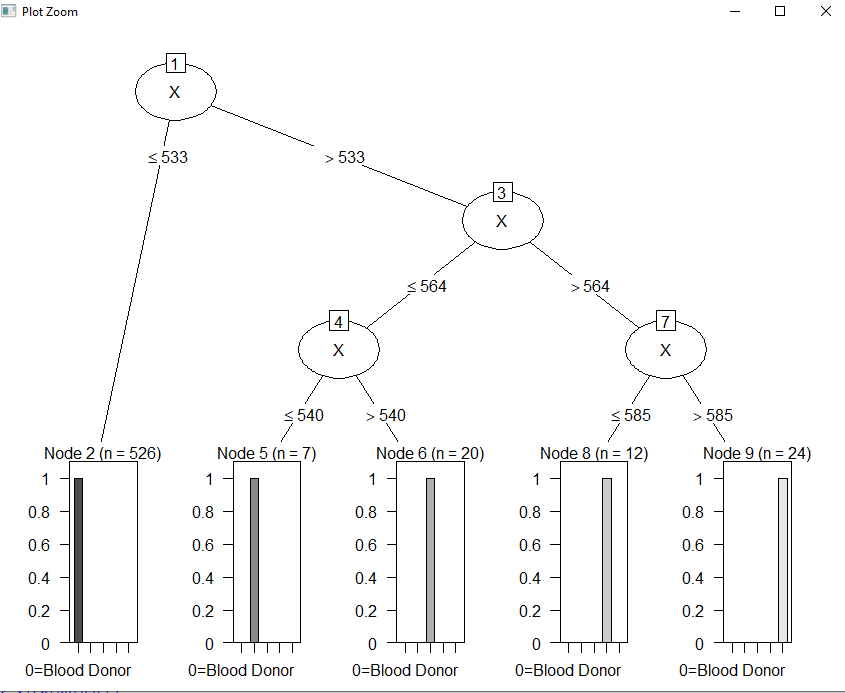 Plot Zoom
1
X
≤ 533
> 533
3
X
≤ 564
> 564
4
X
7
X
≤ 540
> 540
≤ 585
> 585
Node 2 (n = 526)
Node 5 (n = 7)
Node 6 (n = 20)
Node 8 (n = 12)
Node 9 (n = 24)
1
0.8
0.6
0.4
0.2
0
0=Blood Donor
1
0.8
0.6
0.4
0.2
0
0=Blood Donor
1
0.8
0.6
0.4
0.2
0
0=Blood Donor
1
0.8
0.6
0.4
0.2
0
0=Blood Donor
1
0.8
0.6
0.4
0.2
0
0=Blood Donor